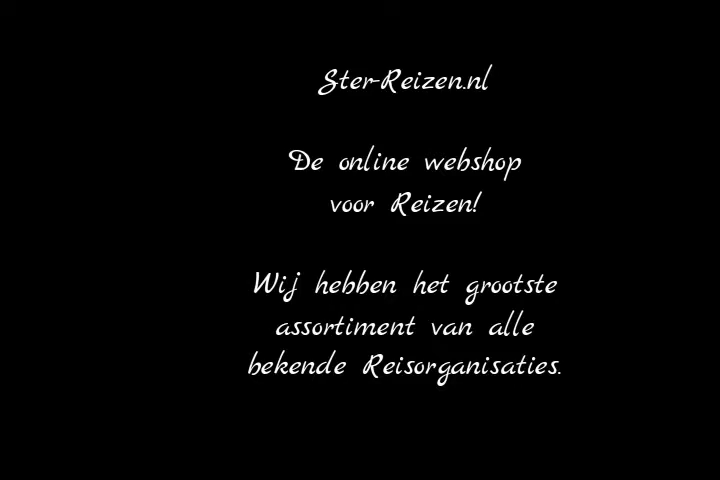 Ster-Reizen.nl
De online webshop
voor Reizen!
Wij hebben het grootste
assortiment van alle
bekende Reisorganisaties.